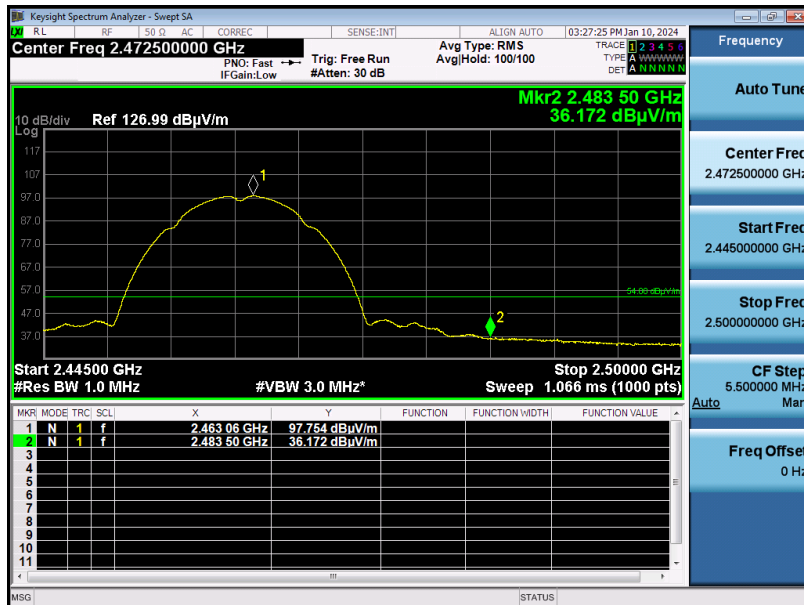 Keysight Spectrum Analyzer - Swept SA
LXI RL RF 50 Ω AC CORREC SENSE:INT ALIGN AUTO 03:27:25 PM Jan 10, 2024
Center Freq 2.472500000 GHz
PNO: Fast
IFGain:Low
Trig: Free Run
#Atten: 30 dB
Avg Type: RMS
Avg|Hold: 100/100
TRACE 1 2 3 4 5 6
TYPE A W W W W W
DET A N N N N N
Mkr2 2.483 50 GHz
36.172 dBµV/m
10 dB/div Ref 126.99 dBµV/m
Log
117
107
97.0
87.0
77.0
67.0
57.0
47.0
37.0
1
54.00 dBµV/m
2
Start 2.44500 GHz Stop 2.50000 GHz
#Res BW 1.0 MHz #VBW 3.0 MHz* Sweep 1.066 ms (1000 pts)
MKR MODE TRC SCL X Y FUNCTION FUNCTION WIDTH FUNCTION VALUE
1 N 1 f 2.463 06 GHz 97.754 dBµV/m
2 N 1 f 2.483 50 GHz 36.172 dBµV/m
3
4
5
6
7
8
9
10
11
MSG STATUS
Frequency
Auto Tune
Center Freq
2.472500000 GHz
Start Freq
2.445000000 GHz
Stop Freq
2.500000000 GHz
CF Step
5.500000 MHz
Auto Man
Freq Offset
0 Hz